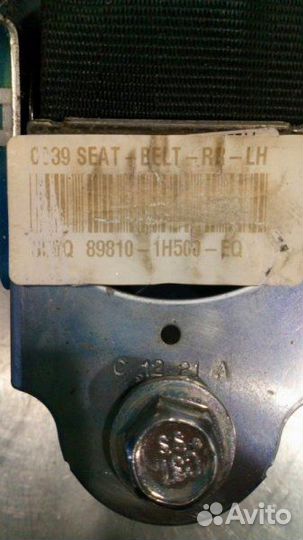 SEAT-BELT-RR-LH
89810-1H500-EQ
C 12 21 A
Avito